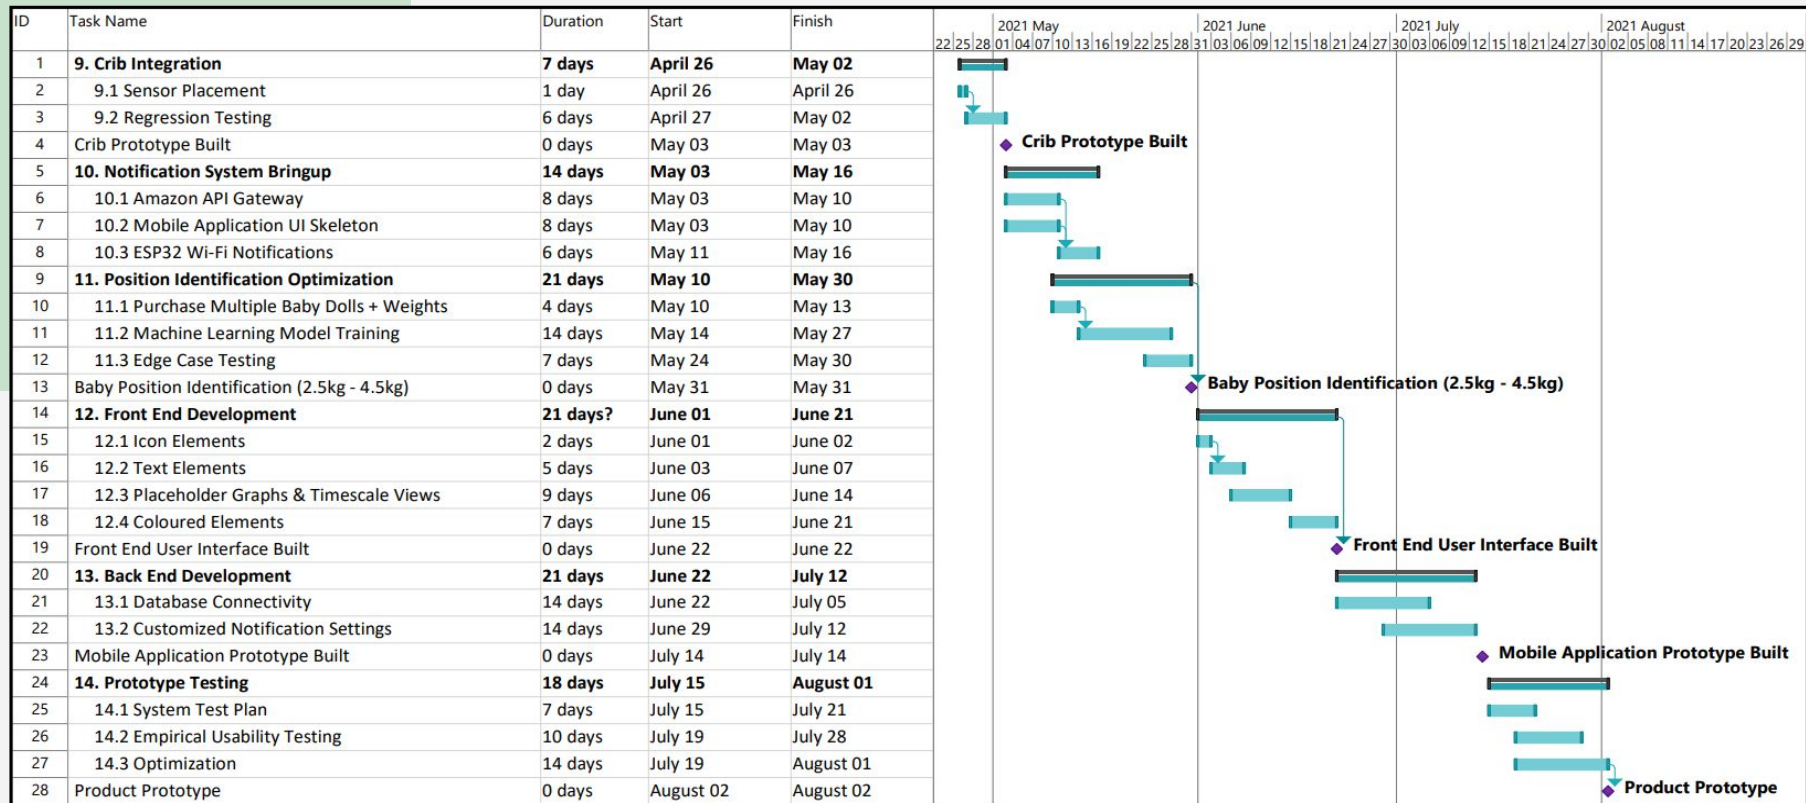 ID Task Name Duration Start Finish
2021 May 2021 June 2021 July 2021 August
22 25 28 01 04 07 10 13 16 19 22 25 28 31 03 06 09 12 15 18 21 24 27 30 03 06 09 12 15 18 21 24 27 30 02 05 08 11 14 17 20 23 26 29
1 9. Crib Integration 7 days April 26 May 02
2 9.1 Sensor Placement 1 day April 26 April 26
3 9.2 Regression Testing 6 days April 27 May 02
4 Crib Prototype Built 0 days May 03 May 03 Crib Prototype Built
5 10. Notification System Bringup 14 days May 03 May 16
6 10.1 Amazon API Gateway 8 days May 03 May 10
7 10.2 Mobile Application UI Skeleton 8 days May 03 May 10
8 10.3 ESP32 Wi-Fi Notifications 6 days May 11 May 16
9 11. Position Identification Optimization 21 days May 10 May 30
10 11.1 Purchase Multiple Baby Dolls + Weights 4 days May 10 May 13
11 11.2 Machine Learning Model Training 14 days May 14 May 27
12 11.3 Edge Case Testing 7 days May 24 May 30
13 Baby Position Identification (2.5kg - 4.5kg) 0 days May 31 May 31 Baby Position Identification (2.5kg - 4.5kg)
14 12. Front End Development 21 days? June 01 June 21
15 12.1 Icon Elements 2 days June 01 June 02
16 12.2 Text Elements 5 days June 03 June 07
17 12.3 Placeholder Graphs & Timescale Views 9 days June 06 June 14
18 12.4 Coloured Elements 7 days June 15 June 21
19 Front End User Interface Built 0 days June 22 June 22 Front End User Interface Built
20 13. Back End Development 21 days June 22 July 12
21 13.1 Database Connectivity 14 days June 22 July 05
22 13.2 Customized Notification Settings 14 days June 29 July 12
23 Mobile Application Prototype Built 0 days July 14 July 14 Mobile Application Prototype Built
24 14. Prototype Testing 18 days July 15 August 01
25 14.1 System Test Plan 7 days July 15 July 21
26 14.2 Empirical Usability Testing 10 days July 19 July 28
27 14.3 Optimization 14 days July 19 August 01
28 Product Prototype 0 days August 02 August 02 Product Prototype